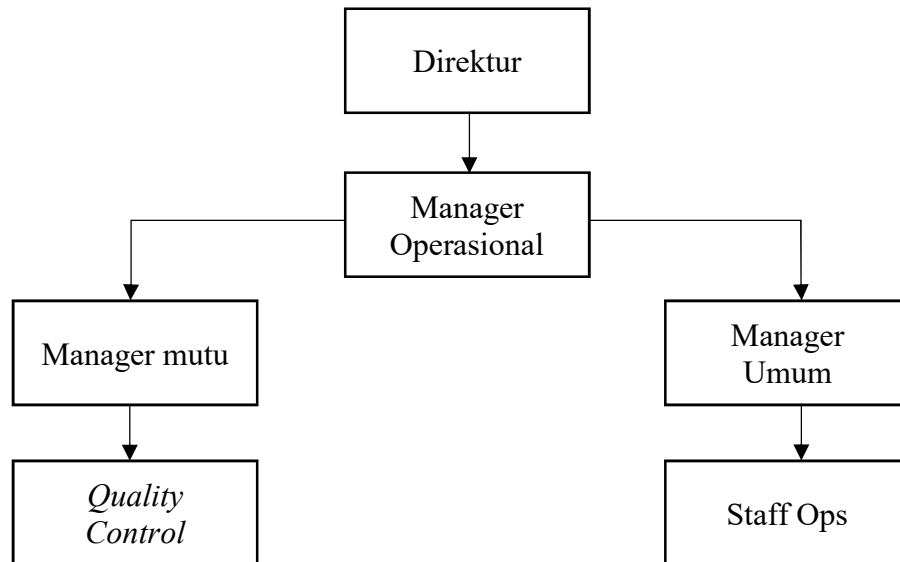 Direktur
Manager
Operasional
Manager mutu
Manager
Umum
Quality
Control
Staff Ops